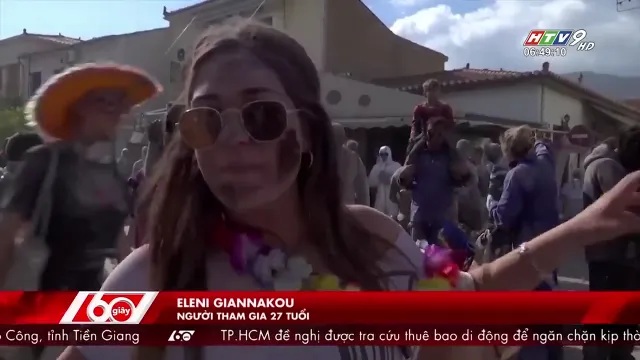 HTV9 HD
06:49:10
60 giây
ELENI GIANNAKOU
NGƯỜI THAM GIA 27 TUỔI
ò Công, tỉnh Tiền Giang 60 TP.HCM đề nghị được tra cứu thuê bao di động để ngăn chặn kịp thờ